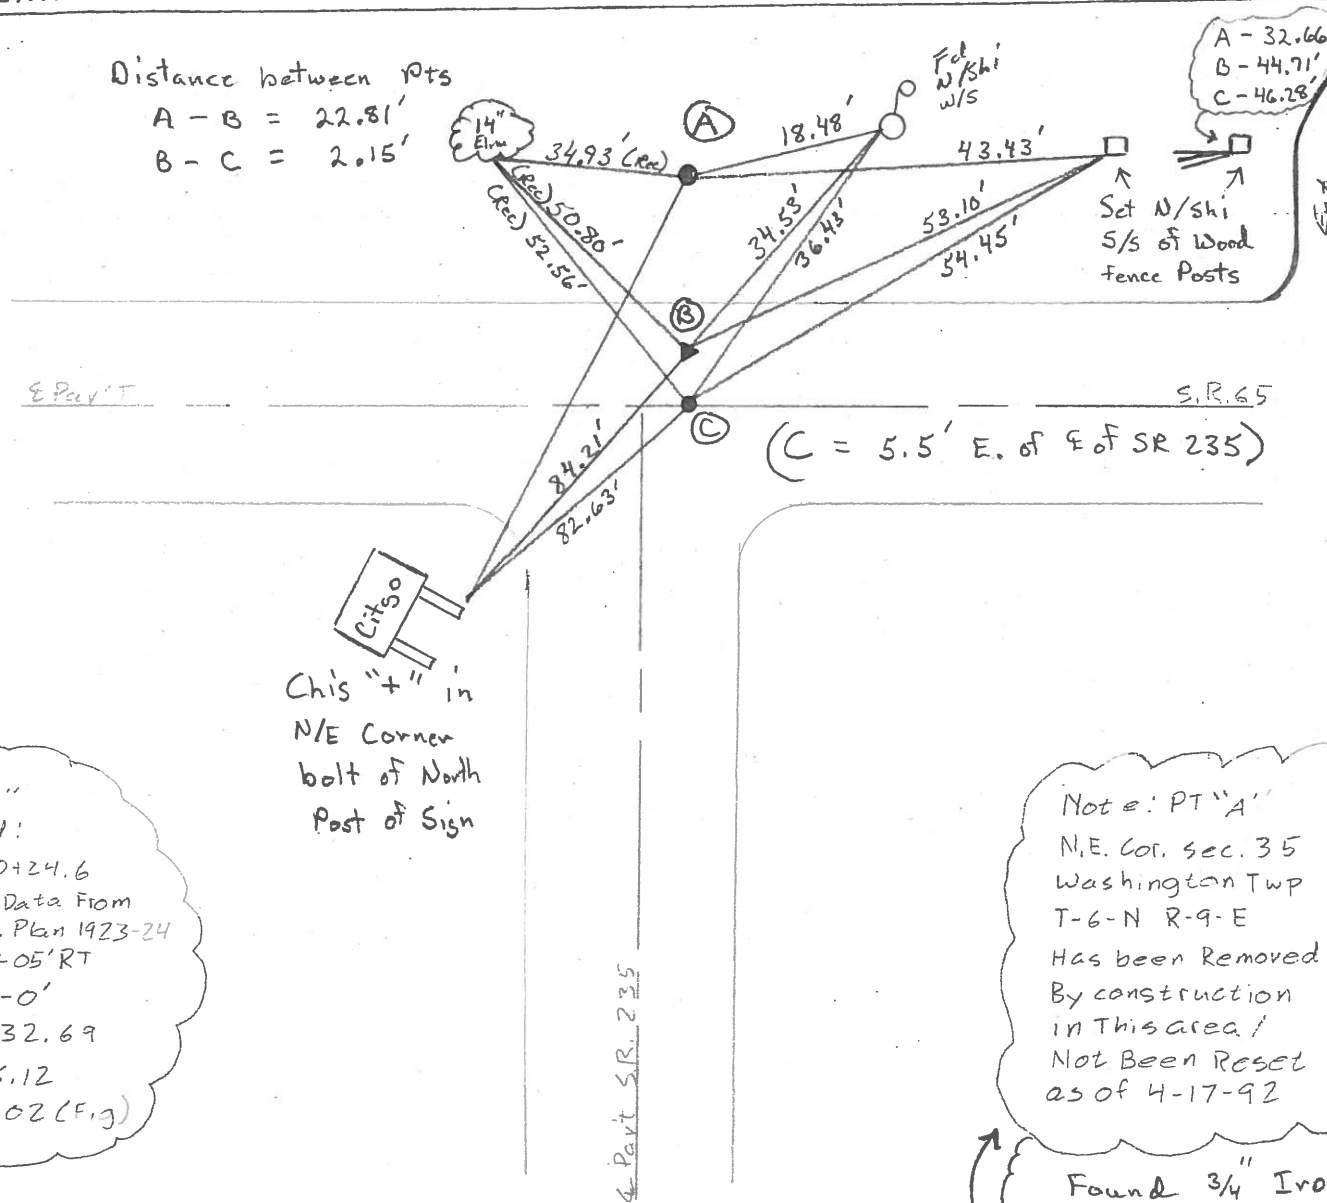 Distance between Pts
A - B = 22.81'
B - C = 2.15'
14"
Elm
34.93' (Rec)
(Rec) 50.80'
(Rec) 52.56'
A
18.48'
Fd
N/Shi
W/S
43.43'
34.53'
36.43'
53.10'
54.45'
A - 32.66
B - 44.71'
C - 46.28'
Set N/Shi
S/S of Wood
fence Posts
B
℄ Pav'T
S.R. 65
C
(C = 5.5' E. of ℄ of SR 235)
84.21'
82.63'
Citgo
Chis "+" in
N/E Corner
bolt of North
Post of Sign
0+24.6
Data From
. Plan 1923-24
-05' RT
-0'
32.69
.12
02 (Fig)
℄ Pav't S.R. 235
Note: PT "A"
N.E. Cor. sec. 35
Washington Twp
T-6-N R-9-E
Has been Removed
By construction
in This area /
Not Been Reset
as of 4-17-92
Found 3/4" Iro